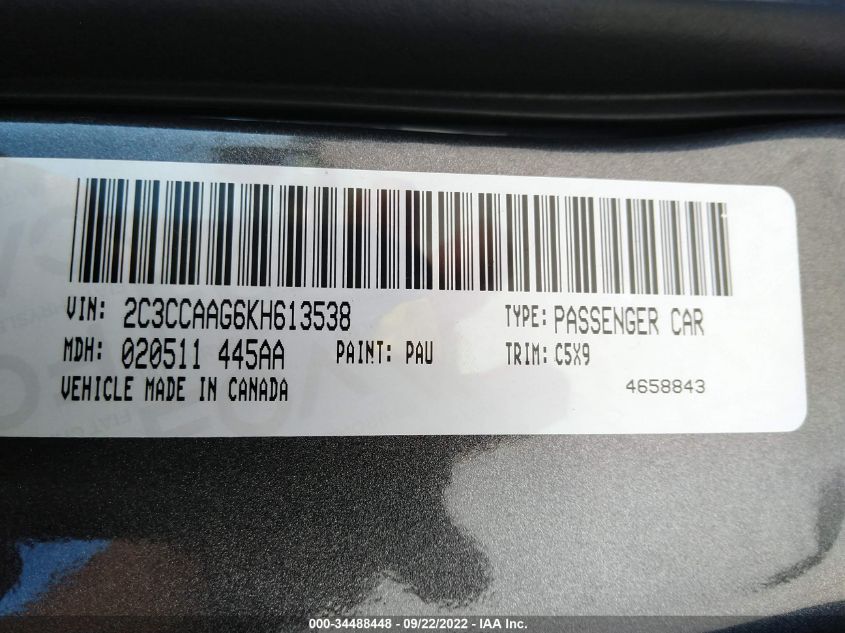 VIN: 2C3CCAAG6KH613538 TYPE: PASSENGER CAR
MDH: 020511 445AA PAINT: PAU TRIM: C5X9
VEHICLE MADE IN CANADA 4658843
000-34488448 - 09/22/2022 - IAA Inc.